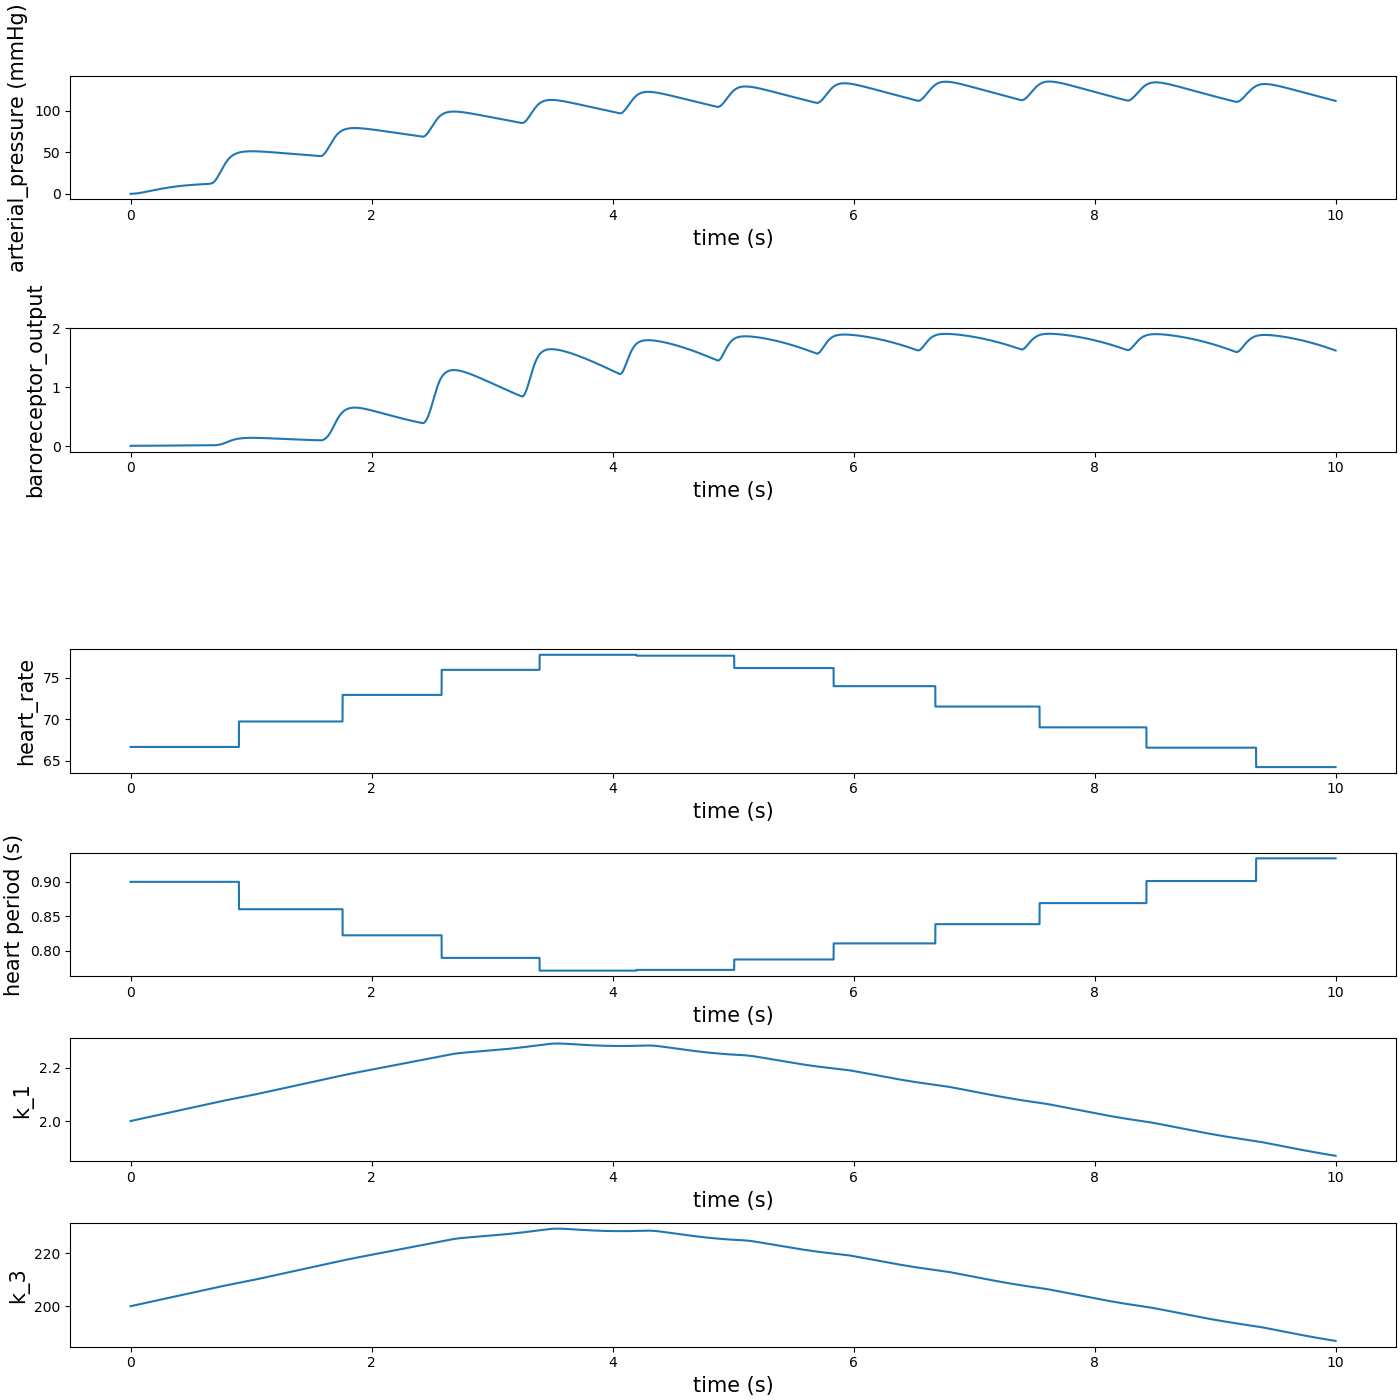 arterial_pressure (mmHg)
100
50
0
0 2 4 6 8 10
time (s)
baroreceptor_output
2
1
0
0 2 4 6 8 10
time (s)
heart_rate
75
70
65
0 2 4 6 8 10
time (s)
heart period (s)
0.90
0.85
0.80
0 2 4 6 8 10
time (s)
k_1
2.2
2.0
0 2 4 6 8 10
time (s)
k_3
220
200
0 2 4 6 8 10
time (s)